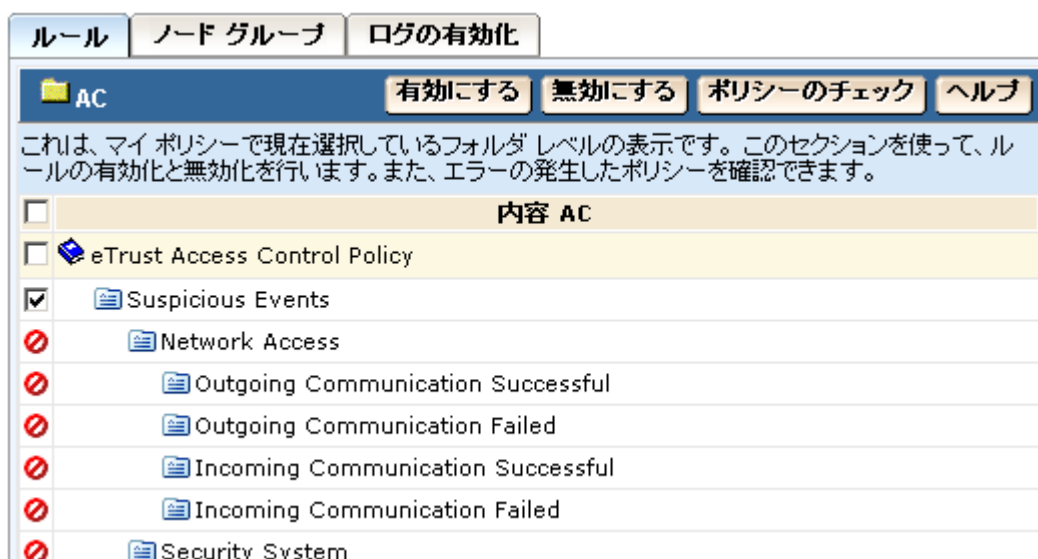 ルール ノード グループ ログの有効化
AC 有効にする 無効にする ポリシーのチェック ヘルプ
これは、マイ ポリシーで現在選択しているフォルダ レベルの表示です。このセクションを使って、ル
ールの有効化と無効化を行います。また、エラーの発生したポリシーを確認できます。
内容 AC
eTrust Access Control Policy
Suspicious Events
Network Access
Outgoing Communication Successful
Outgoing Communication Failed
Incoming Communication Successful
Incoming Communication Failed
Security System